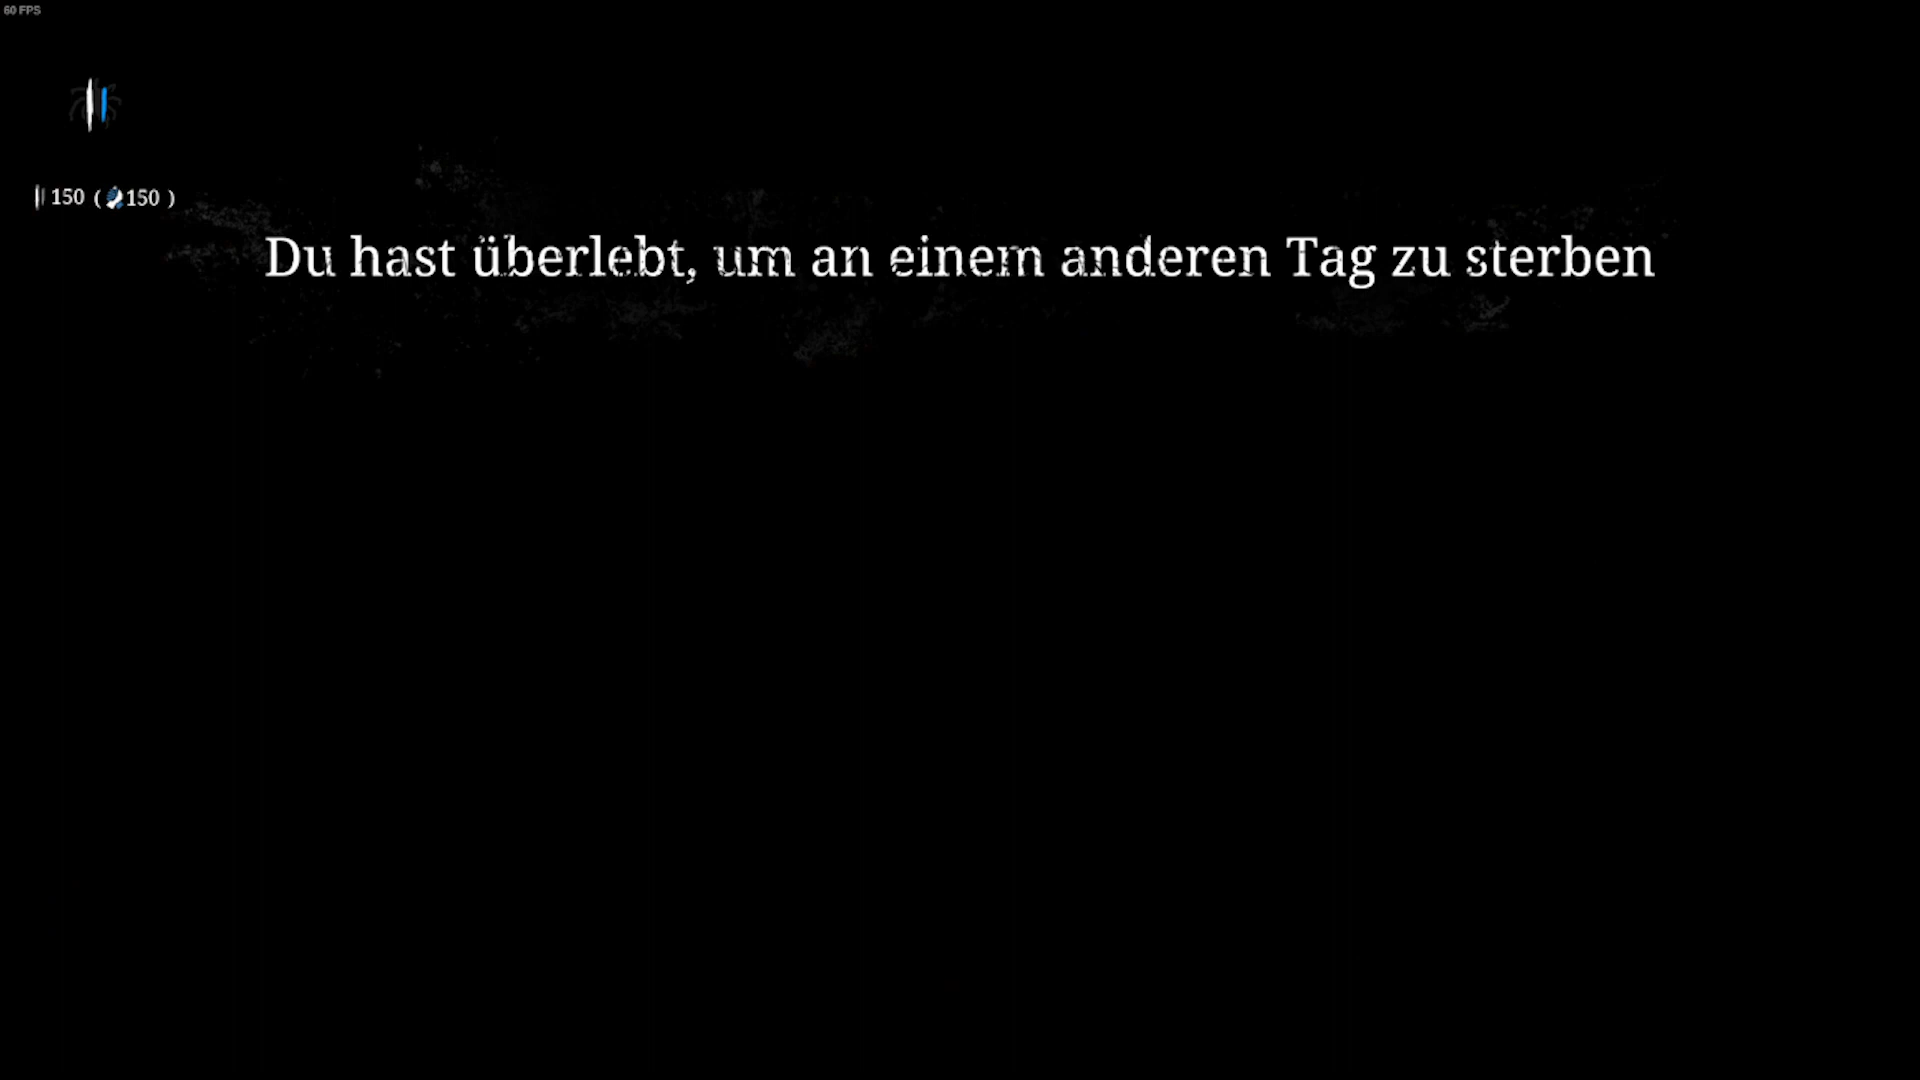 60 FPS
150 ( 150 )
Du hast überlebt, um an einem anderen Tag zu sterben